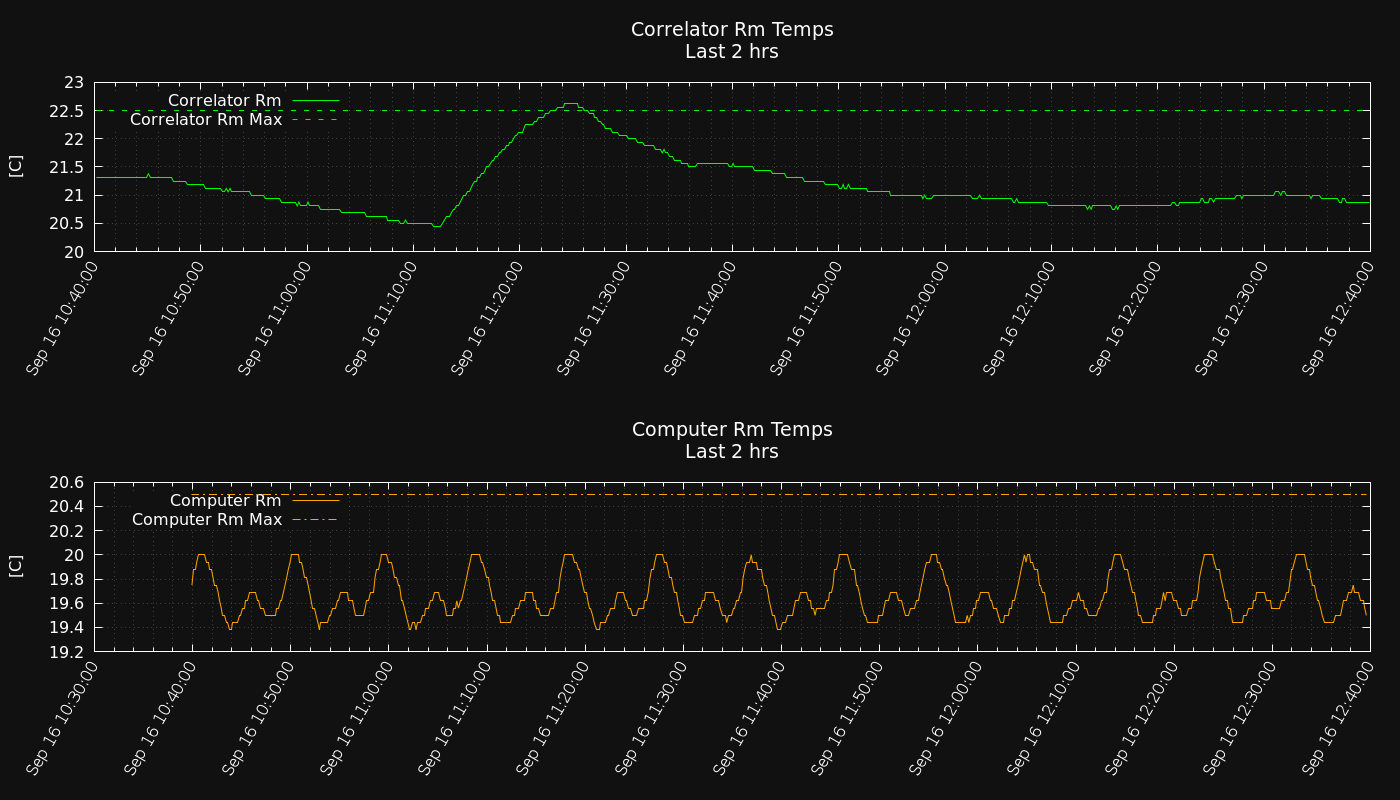 Correlator Rm Temps
Last 2 hrs
23
22.5
22
21.5
21
20.5
20
[C]
Correlator Rm
Correlator Rm Max
Sep 16 10:40:00
Sep 16 10:50:00
Sep 16 11:00:00
Sep 16 11:10:00
Sep 16 11:20:00
Sep 16 11:30:00
Sep 16 11:40:00
Sep 16 11:50:00
Sep 16 12:00:00
Sep 16 12:10:00
Sep 16 12:20:00
Sep 16 12:30:00
Sep 16 12:40:00
Computer Rm Temps
Last 2 hrs
20.6
20.4
20.2
20
19.8
19.6
19.4
19.2
[C]
Computer Rm
Computer Rm Max
Sep 16 10:30:00
Sep 16 10:40:00
Sep 16 10:50:00
Sep 16 11:00:00
Sep 16 11:10:00
Sep 16 11:20:00
Sep 16 11:30:00
Sep 16 11:40:00
Sep 16 11:50:00
Sep 16 12:00:00
Sep 16 12:10:00
Sep 16 12:20:00
Sep 16 12:30:00
Sep 16 12:40:00